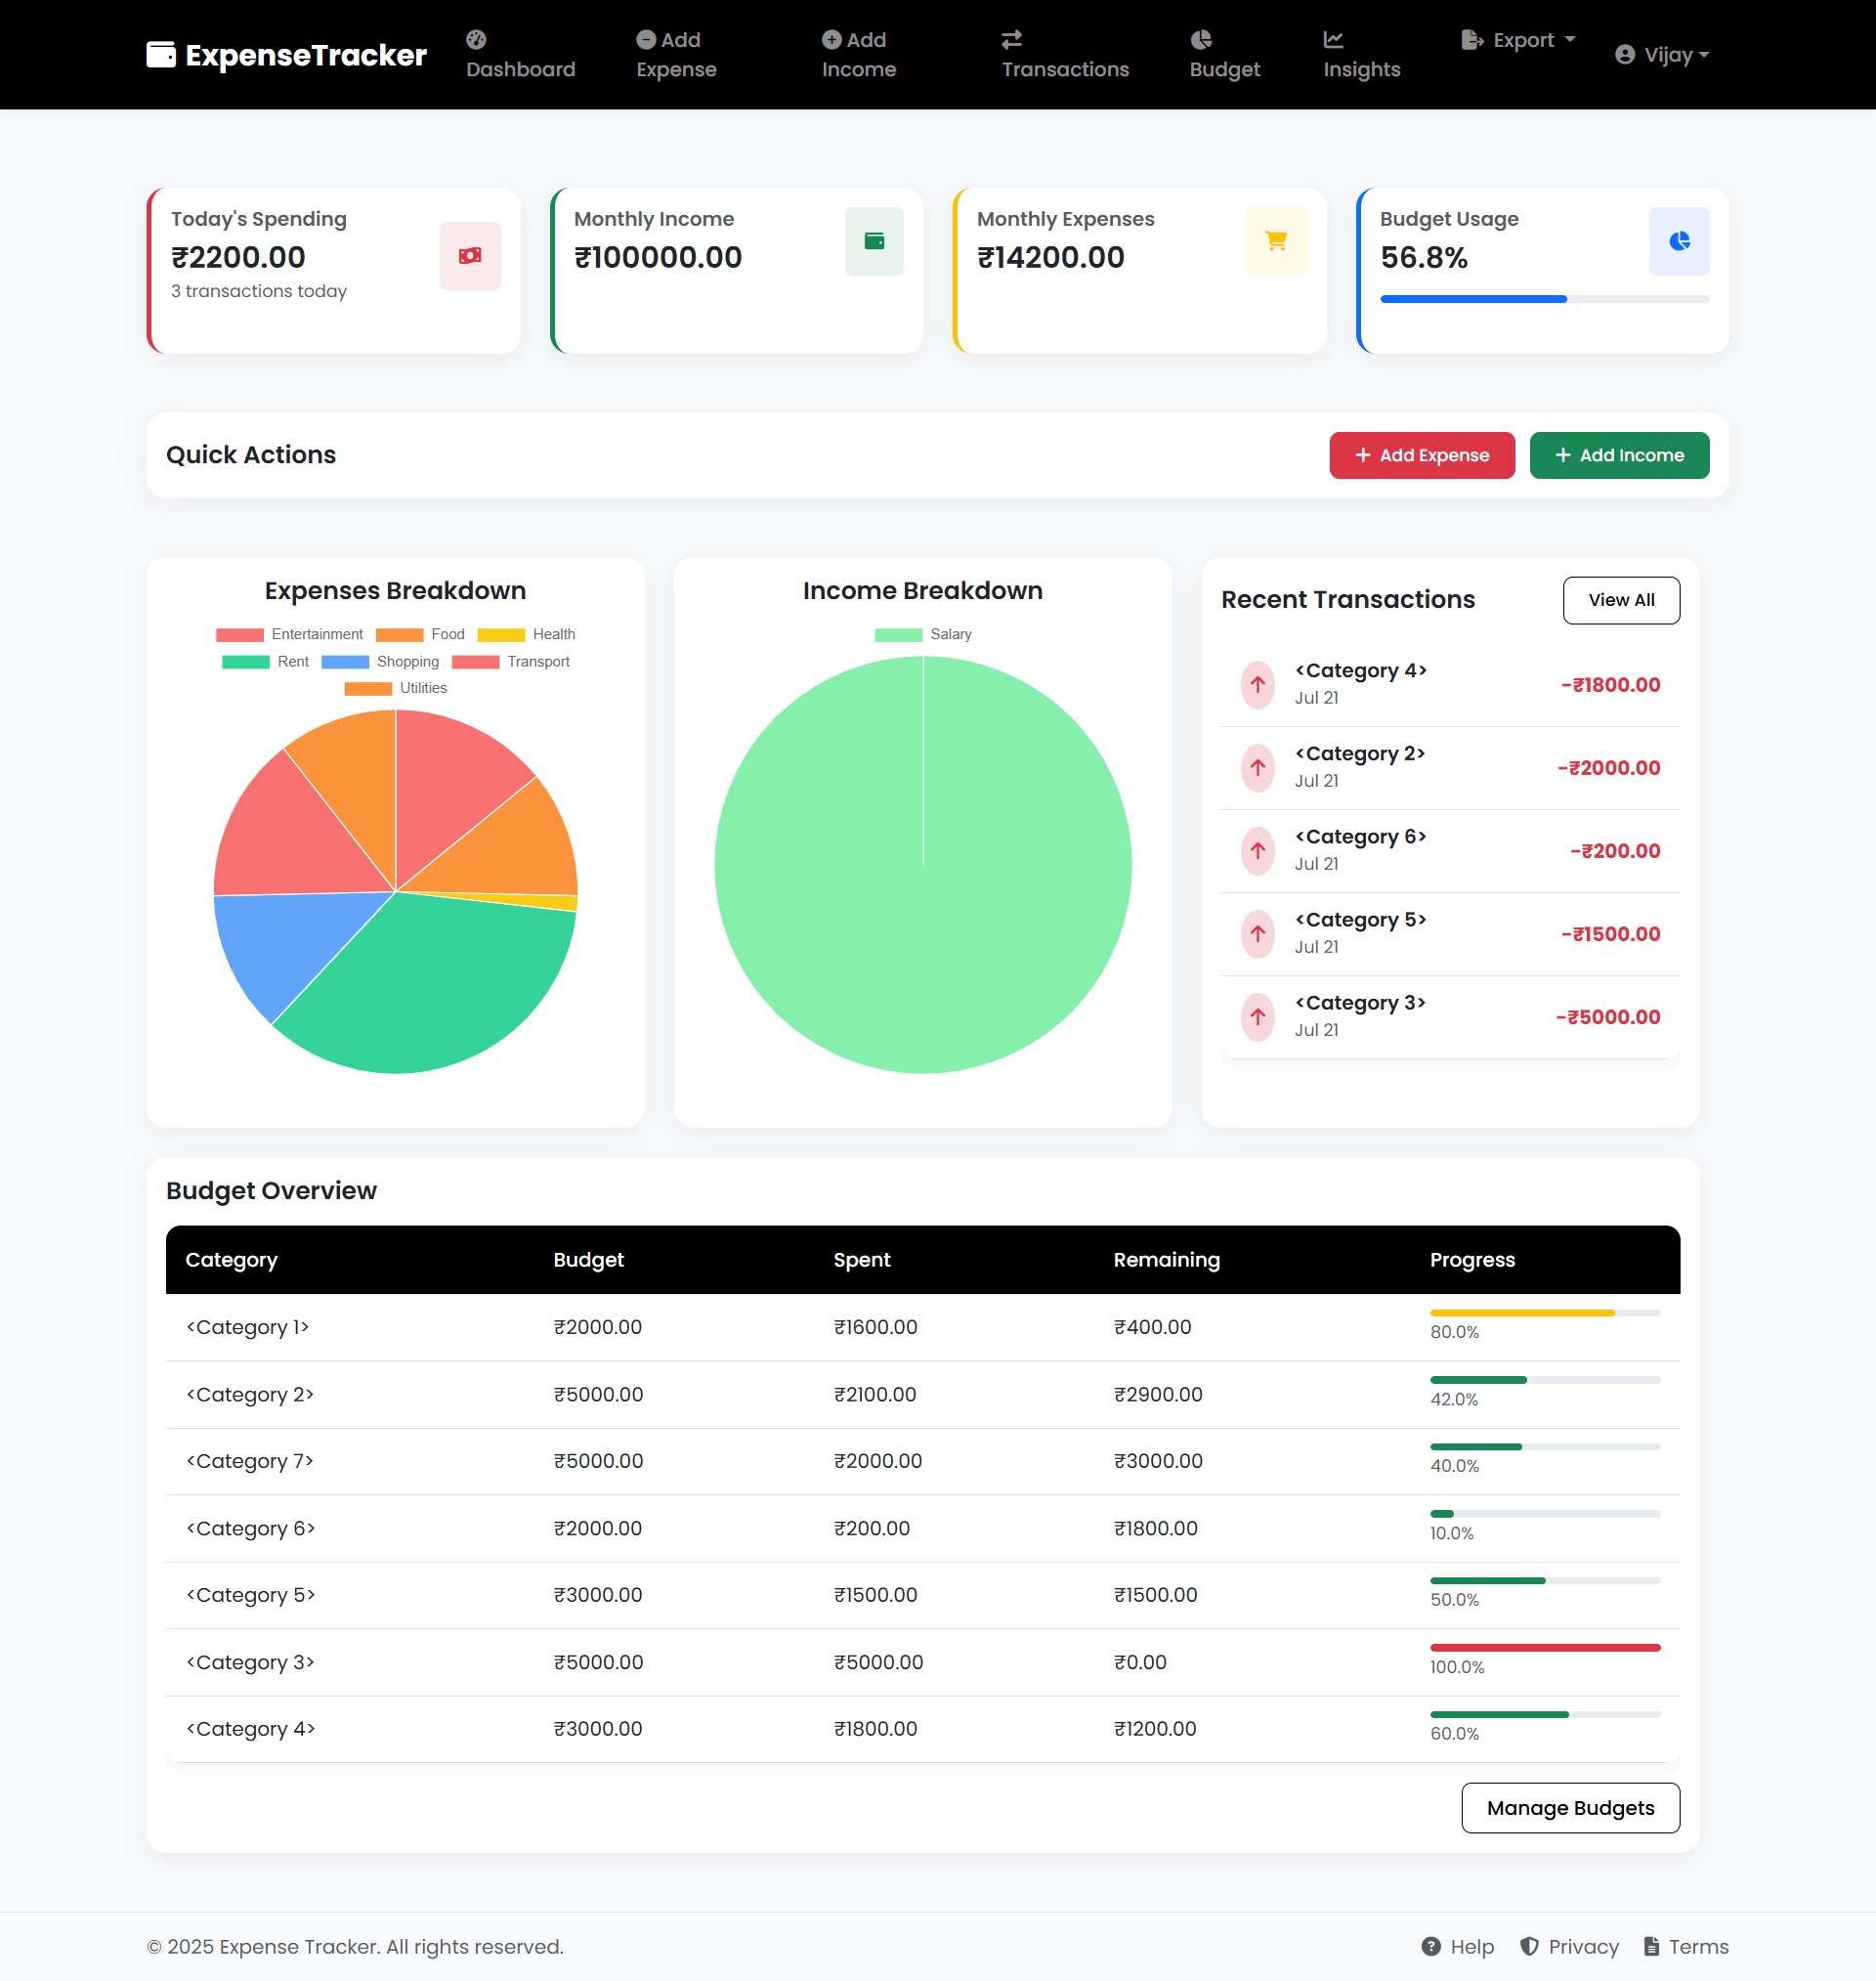 ExpenseTracker
Dashboard
Add
Expense
Add
Income
Transactions
Budget
Insights
Export
Vijay
Today's Spending
₹2200.00
3 transactions today
Monthly Income
₹100000.00
Monthly Expenses
₹14200.00
Budget Usage
56.8%
Quick Actions
+ Add Expense
+ Add Income
Expenses Breakdown
Entertainment Food Health
Rent Shopping Transport
Utilities
Income Breakdown
Salary
Recent Transactions
View All
<Category 4> -₹1800.00
Jul 21
<Category 2> -₹2000.00
Jul 21
<Category 6> -₹200.00
Jul 21
<Category 5> -₹1500.00
Jul 21
<Category 3> -₹5000.00
Jul 21
Budget Overview
Category Budget Spent Remaining Progress
<Category 1> ₹2000.00 ₹1600.00 ₹400.00 80.0%
<Category 2> ₹5000.00 ₹2100.00 ₹2900.00 42.0%
<Category 7> ₹5000.00 ₹2000.00 ₹3000.00 40.0%
<Category 6> ₹2000.00 ₹200.00 ₹1800.00 10.0%
<Category 5> ₹3000.00 ₹1500.00 ₹1500.00 50.0%
<Category 3> ₹5000.00 ₹5000.00 ₹0.00 100.0%
<Category 4> ₹3000.00 ₹1800.00 ₹1200.00 60.0%
Manage Budgets
© 2025 Expense Tracker. All rights reserved.
Help Privacy Terms